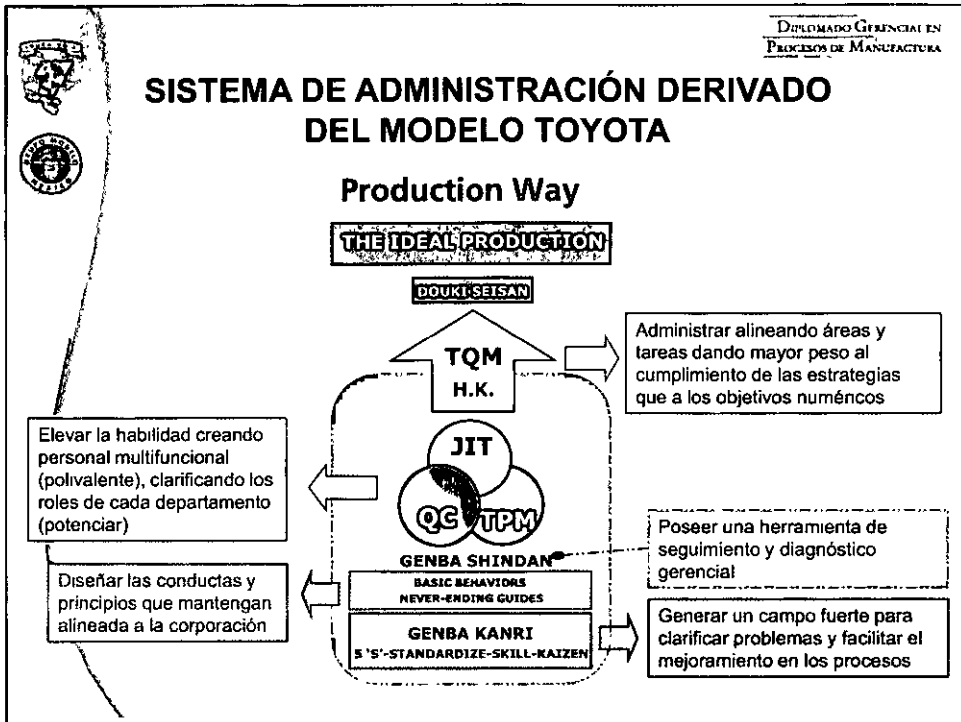 DIPLOMADO GERENCIAL EN
PROCESOS DE MANUFACTURA
SISTEMA DE ADMINISTRACIÓN DERIVADO
DEL MODELO TOYOTA
Production Way
THE IDEAL PRODUCTION
DOUKI SEISAN
TQM
H.K.
Administrar alineando áreas y
tareas dando mayor peso al
cumplimiento de las estrategias
que a los objetivos numéricos
Elevar la habilidad creando
personal multifuncional
(polivalente), clarificando los
roles de cada departamento
(potenciar)
JIT
QC
TPM
GENBA SHINDAN
Poseer una herramienta de
seguimiento y diagnóstico
gerencial
Diseñar las conductas y
principios que mantengan
alineada a la corporación
BASIC BEHAVIORS
NEVER-ENDING GUIDES
GENBA KANRI
5 'S'-STANDARDIZE-SKILL-KAIZEN
Generar un campo fuerte para
clarificar problemas y facilitar el
mejoramiento en los procesos
GRUPO MODELO
MEXICO